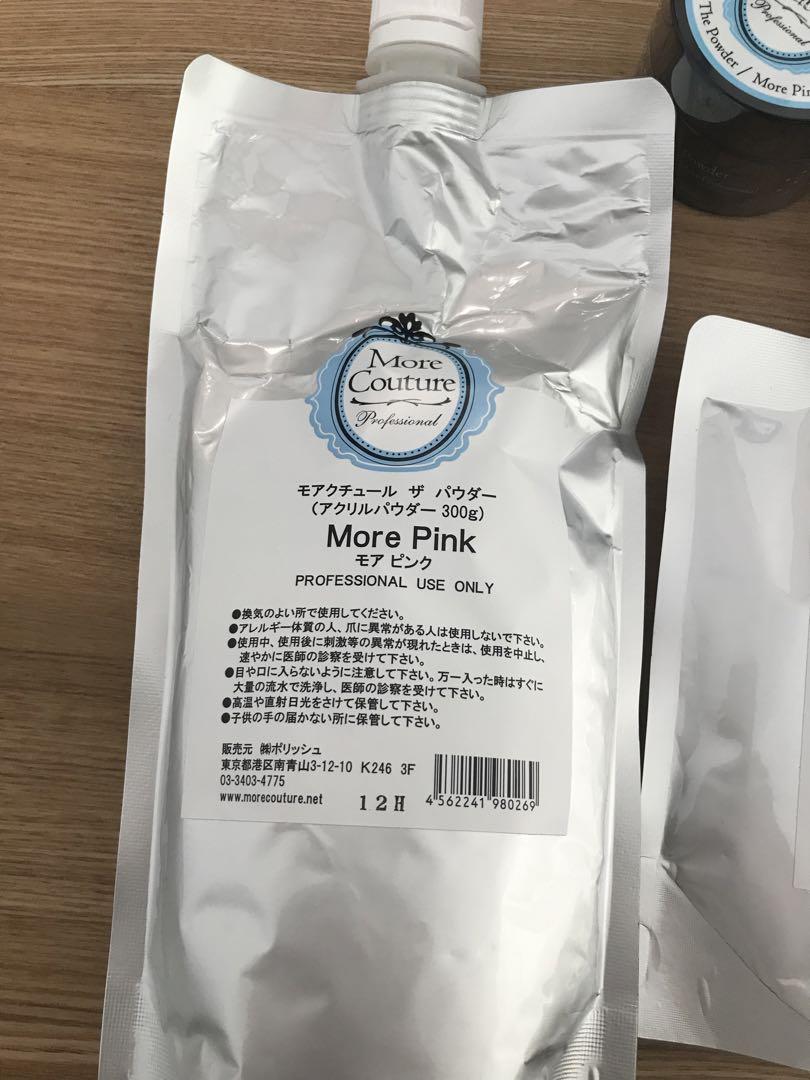 More
Couture
Professional
モアクチュール ザ パウダー
(アクリルパウダー 300g)
More Pink
モア ピンク
PROFESSIONAL USE ONLY
●換気のよい所で使用してください。
●アレルギー体質の人、爪に異常がある人は使用しないで下さい。
●使用中、使用後に刺激等の異常が現れたときは、使用を中止し、
速やかに医師の診察を受けて下さい。
●目や口に入らないように注意して下さい。万一入った時はすぐに
大量の流水で洗浄し、医師の診察を受けて下さい。
●高温や直射日光をさけて保管して下さい。
●子供の手の届かない所に保管して下さい。
販売元 ㈱ポリッシュ
東京都港区南青山3-12-10 K246 3F
03-3403-4775
www.morecouture.net
12H
4562241980269
Professional
The Powder / More Pin
Powder